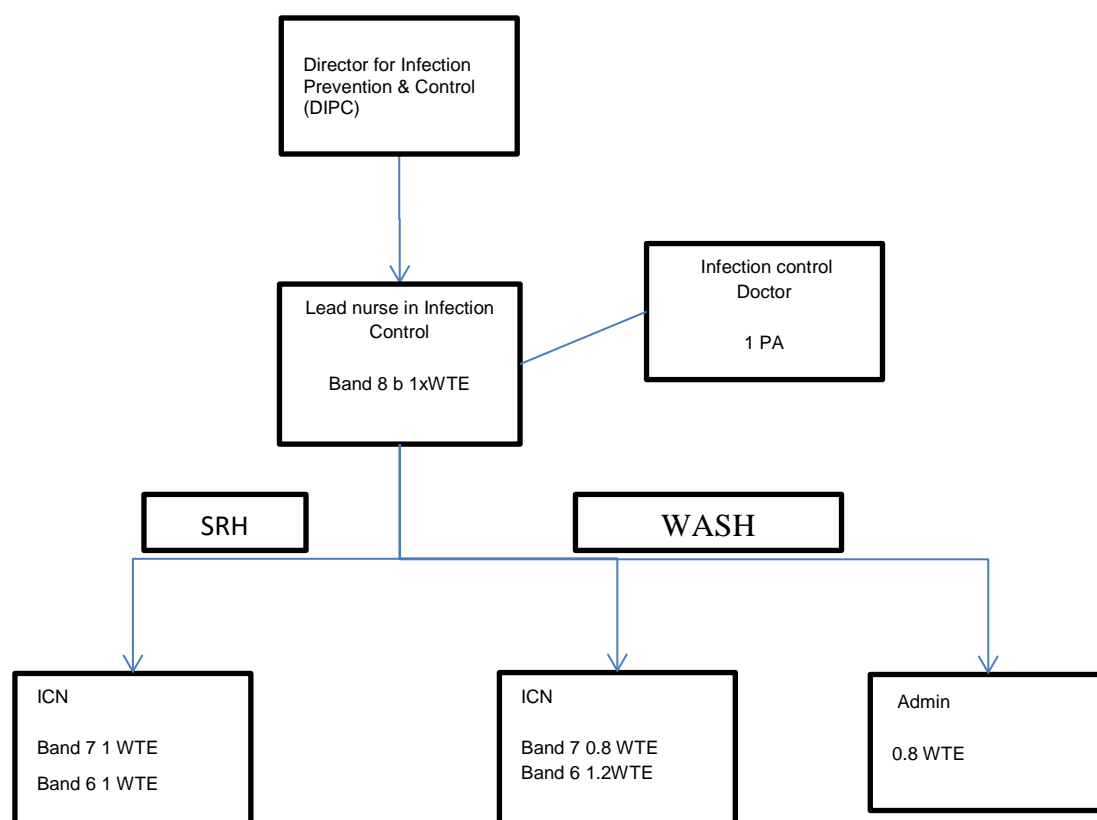 Director for Infection
Prevention & Control
(DIPC)
Infection control
Doctor
1 PA
Lead nurse in Infection
Control
Band 8 b 1xWTE
SRH
WASH
ICN
Band 7 1 WTE
Band 6 1 WTE
ICN
Band 7 0.8 WTE
Band 6 1.2WTE
Admin
0.8 WTE